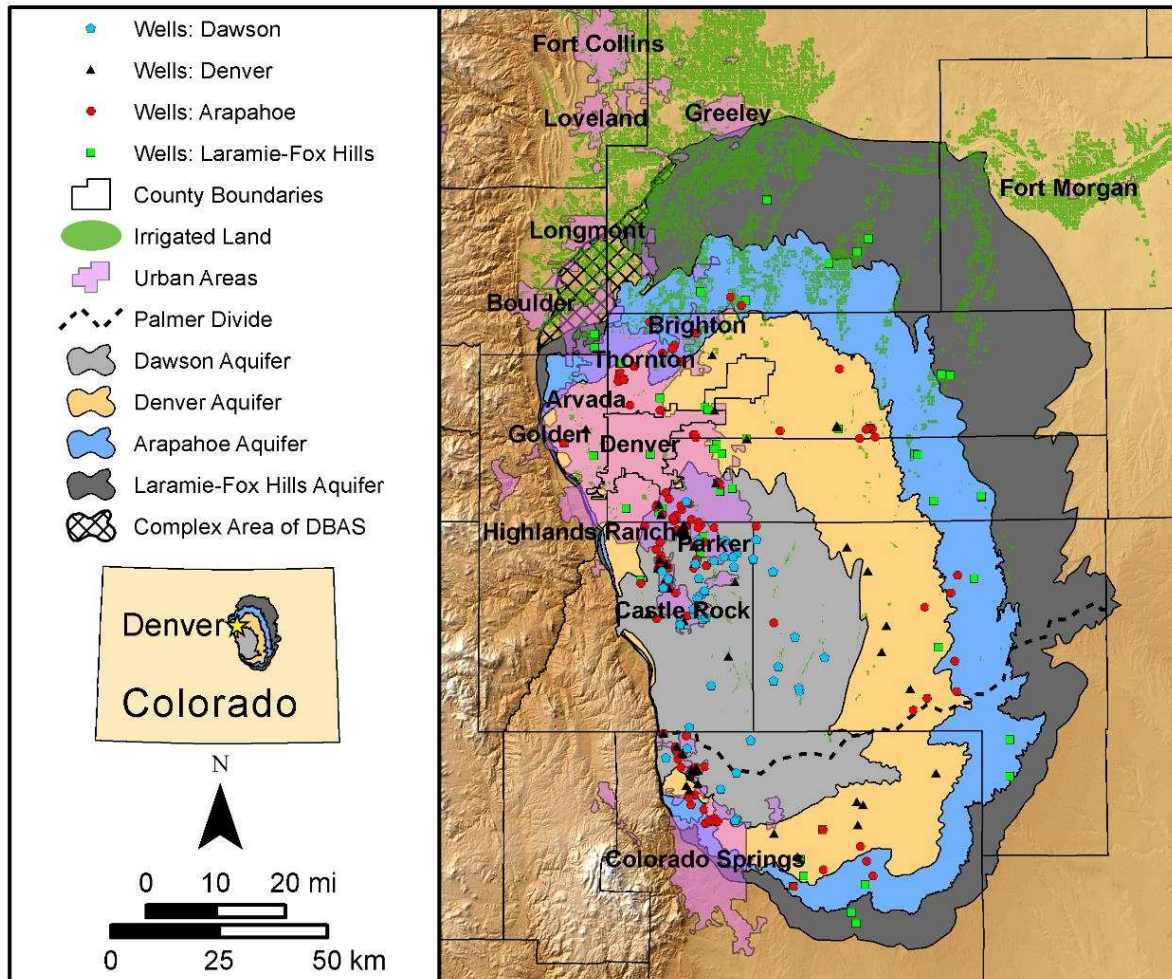 Wells: Dawson
Wells: Denver
Wells: Arapahoe
Wells: Laramie-Fox Hills
County Boundaries
Irrigated Land
Urban Areas
Palmer Divide
Dawson Aquifer
Denver Aquifer
Arapahoe Aquifer
Laramie-Fox Hills Aquifer
Complex Area of DBAS
Denver
Colorado
N
0 10 20 mi
0 25 50 km
Fort Collins
Loveland
Greeley
Fort Morgan
Longmont
Boulder
Brighton
Thornton
Arvada
Golden
Denver
Highlands Ranch
Parker
Castle Rock
Colorado Springs